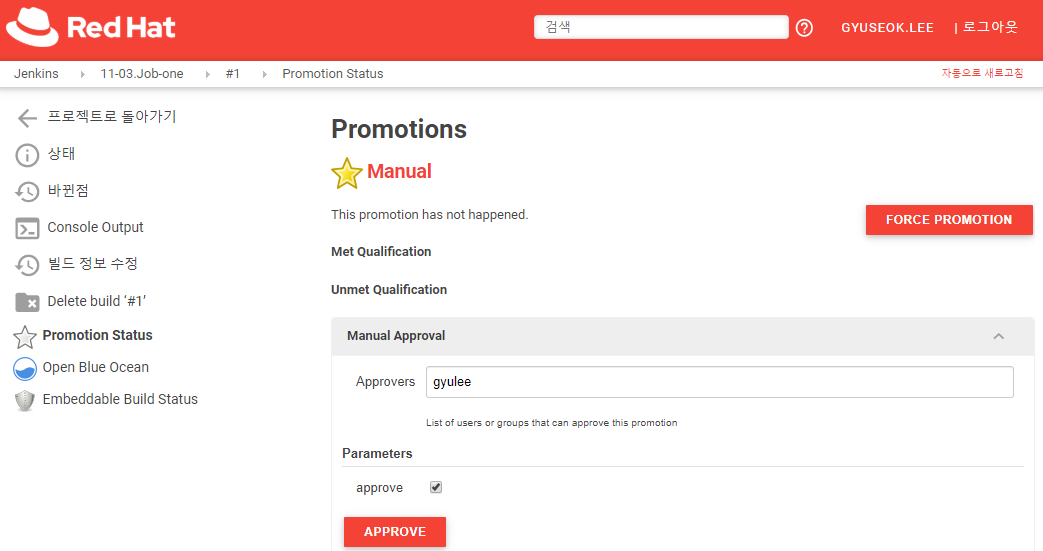 Red Hat
검색
GYUSEOK.LEE
| 로그아웃
Jenkins
11-03.Job-one
#1
Promotion Status
자동으로 새로고침
프로젝트로 돌아가기
상태
바뀐점
Console Output
빌드 정보 수정
Delete build ‘#1’
Promotion Status
Open Blue Ocean
Embeddable Build Status
Promotions
Manual
This promotion has not happened.
FORCE PROMOTION
Met Qualification
Unmet Qualification
Manual Approval
Approvers
gyulee
List of users or groups that can approve this promotion
Parameters
approve
APPROVE